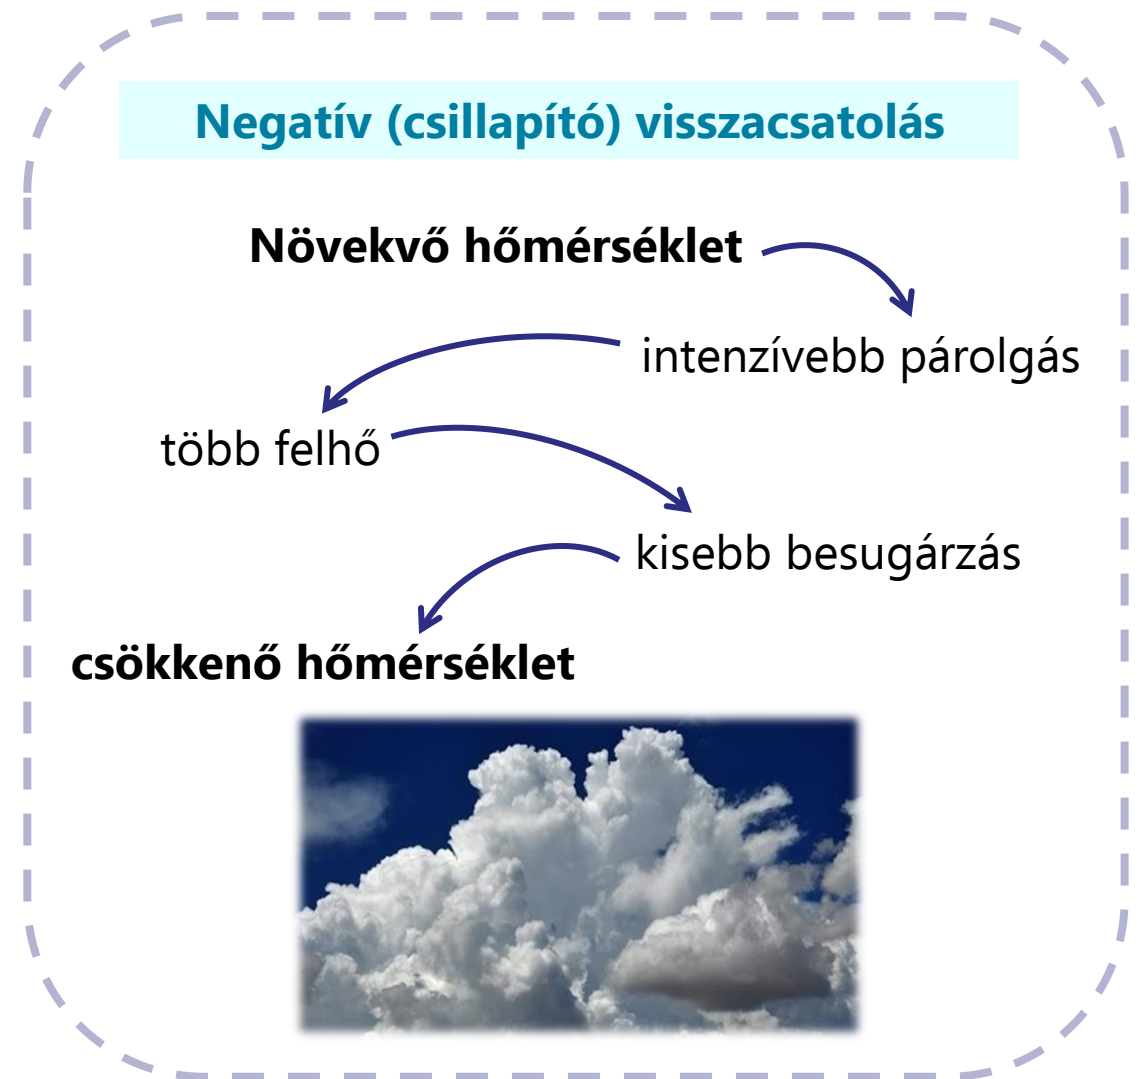 Negatív (csillapító) visszacsatolás
Növekvő hőmérséklet
intenzívebb párolgás
több felhő
kisebb besugárzás
csökkenő hőmérséklet